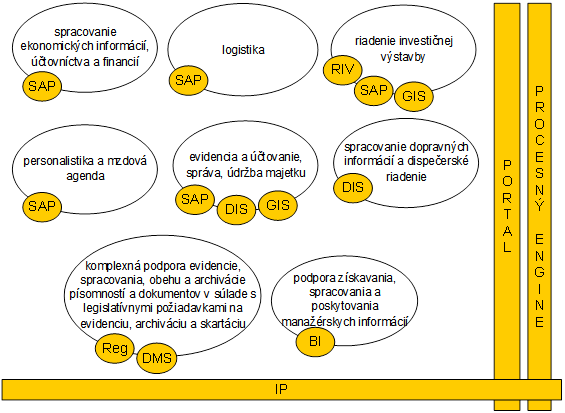 spracovanie
ekonomických informácií,
účtovníctva a financií
SAP
logistika
SAP
riadenie investičnej
výstavby
RIV
SAP
GIS
personalistika a mzdová
agenda
SAP
evidencia a účtovanie,
správa, údržba majetku
SAP
DIS
GIS
spracovanie dopravných
informácií a dispečerské
riadenie
DIS
komplexná podpora evidencie,
spracovania, obehu a archivácie
písomností a dokumentov v súlade s
legislatívnymi požiadavkami na
evidenciu, archiváciu a skartáciu
Reg
DMS
podpora získavania,
spracovania a
poskytovania
manažérskych informácií
BI
PORTAL
PROCESNÝ ENGINE
IP